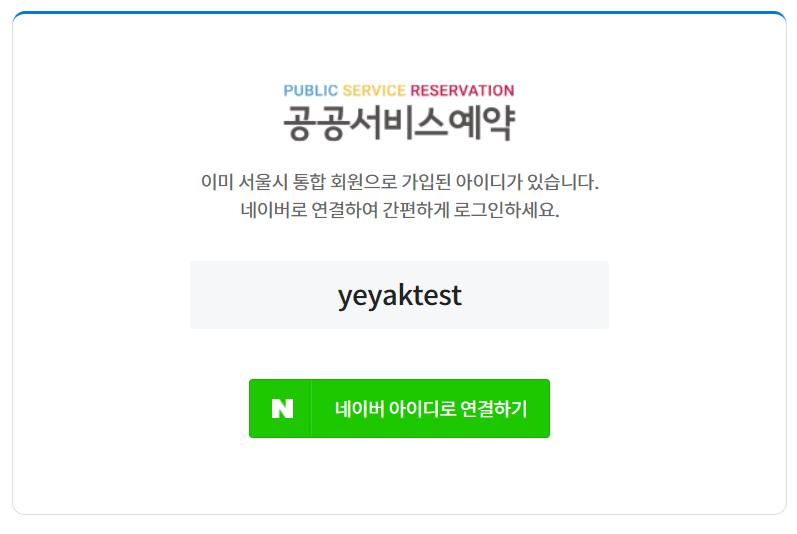 PUBLIC SERVICE RESERVATION
공공서비스예약
이미 서울시 통합 회원으로 가입된 아이디가 있습니다.
네이버로 연결하여 간편하게 로그인하세요.
yeyaktest
N 네이버 아이디로 연결하기